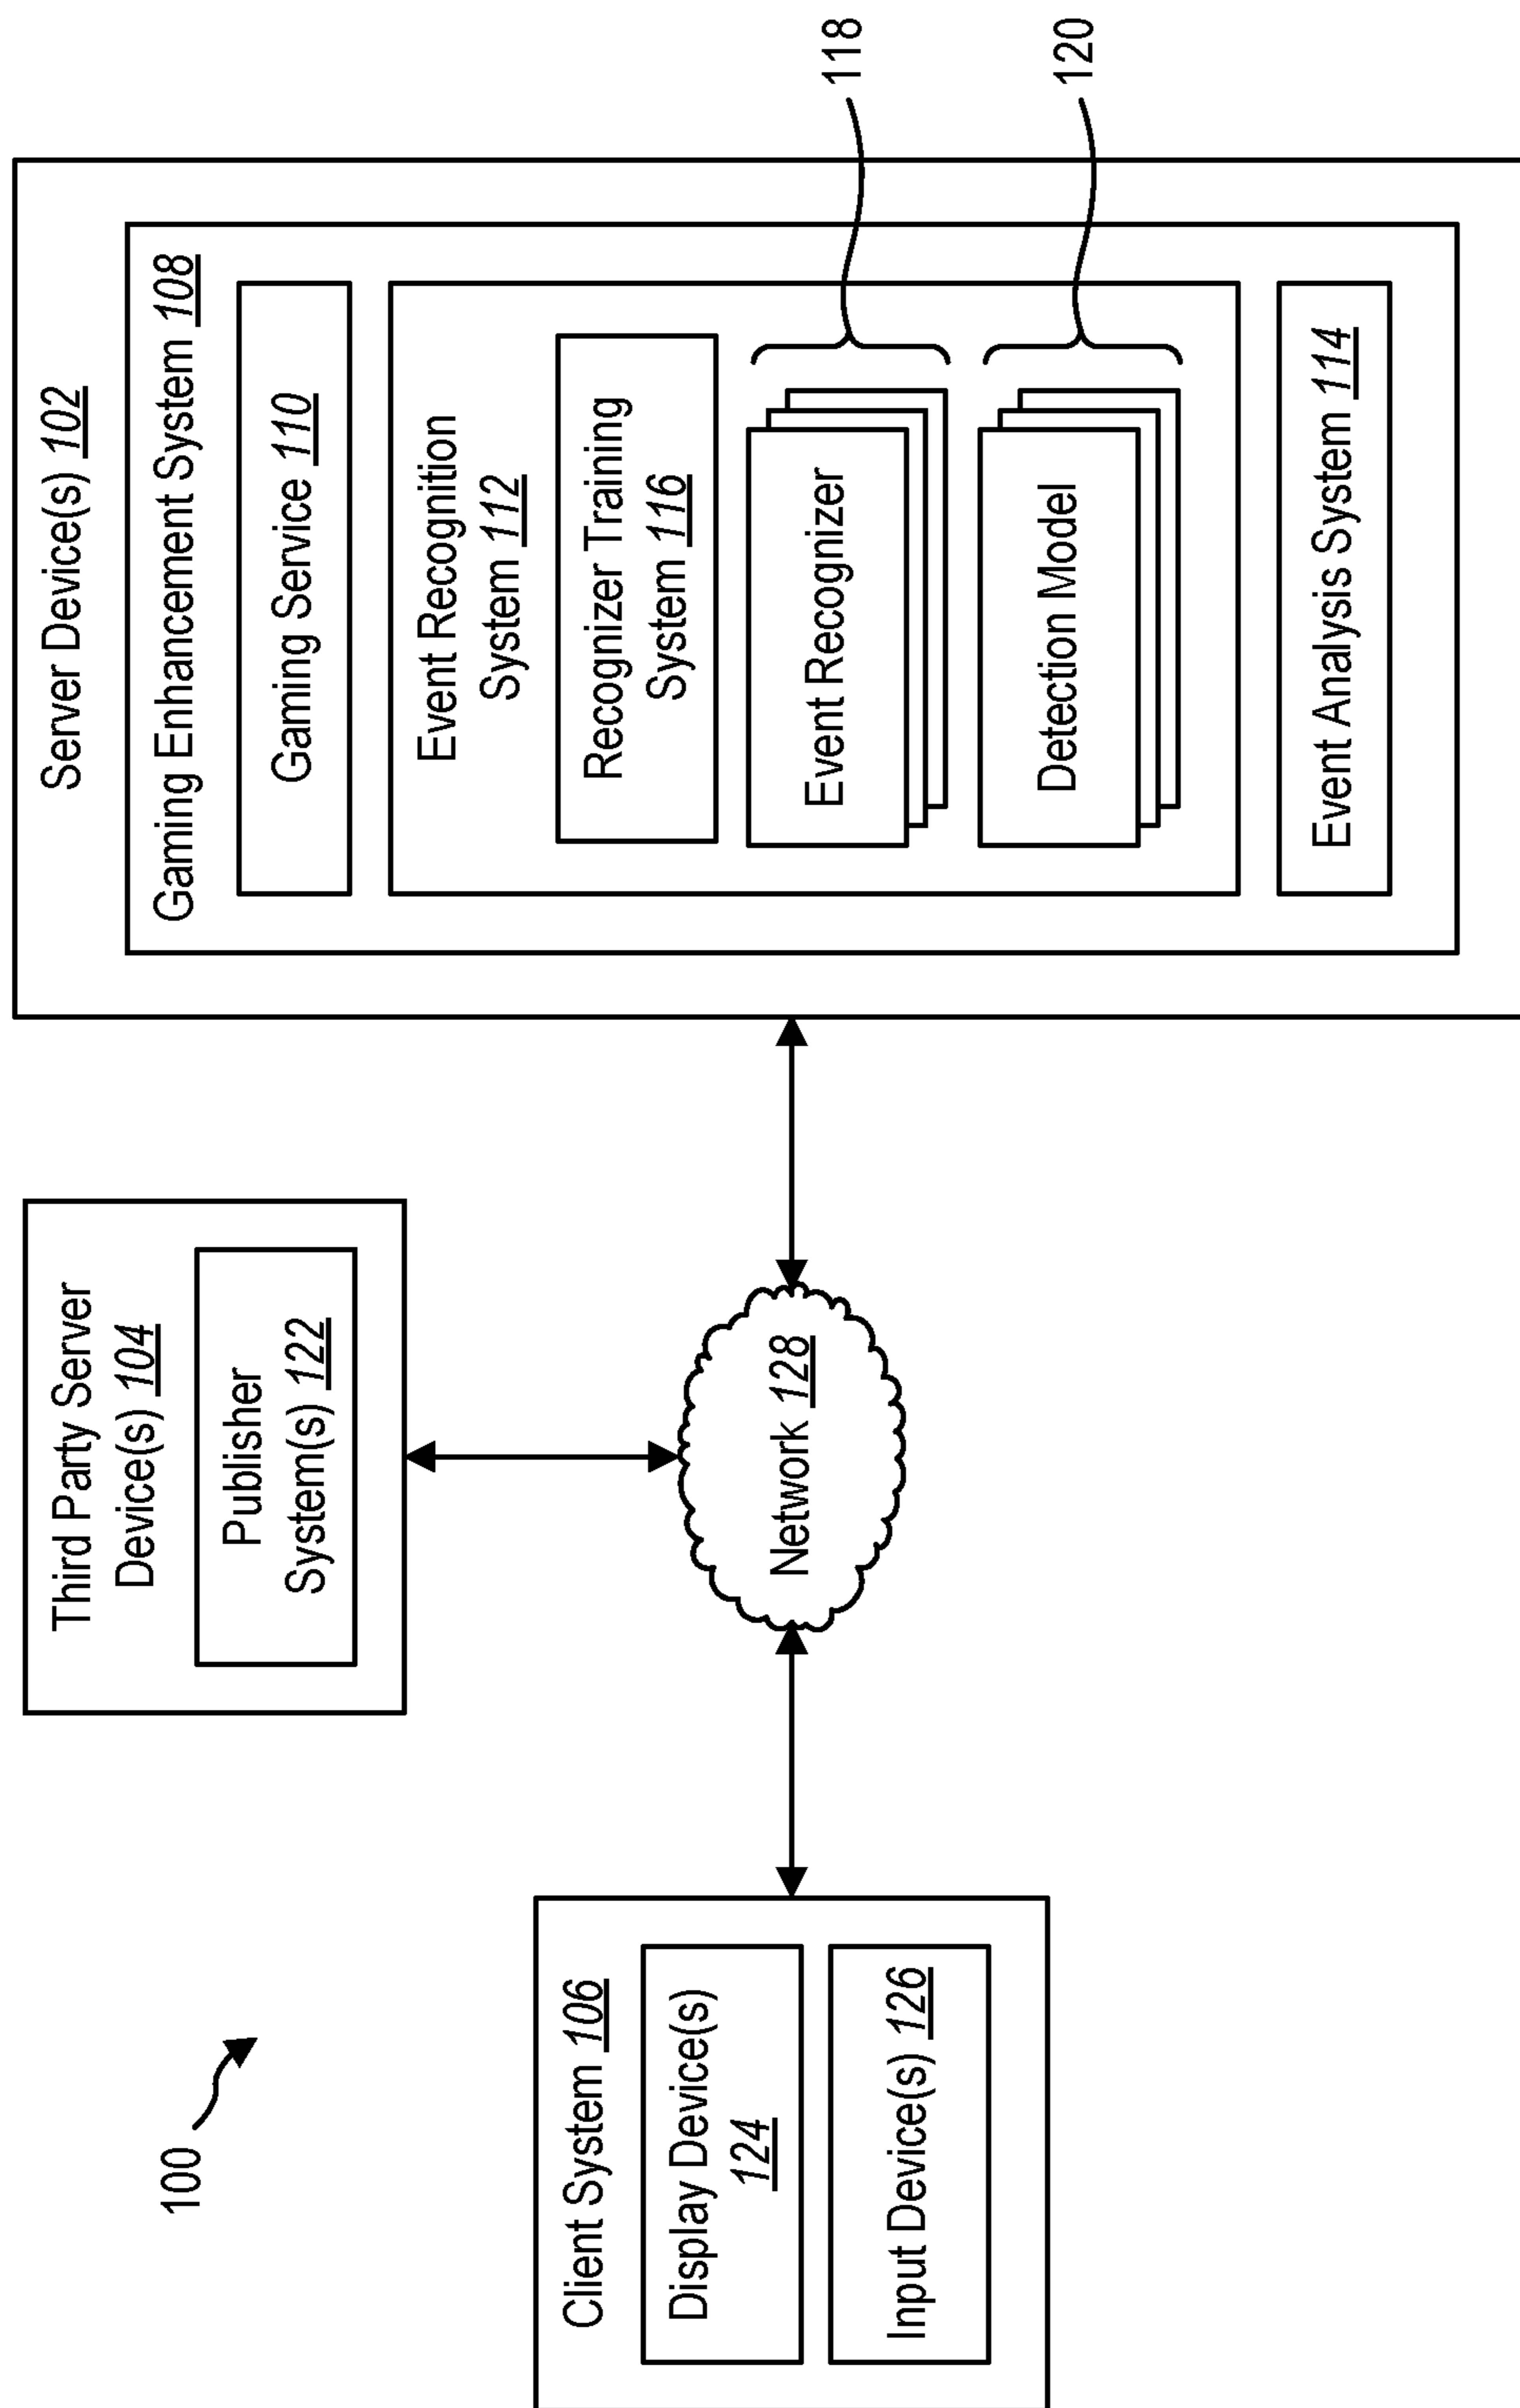 100
Client System 106
Display Device(s)
124
Input Device(s) 126
Third Party Server
Device(s) 104
Publisher
System(s) 122
Network 128
Server Device(s) 102
Gaming Enhancement System 108
Gaming Service 110
Event Recognition
System 112
Recognizer Training
System 116
Event Recognizer
118
Detection Model
120
Event Analysis System 114